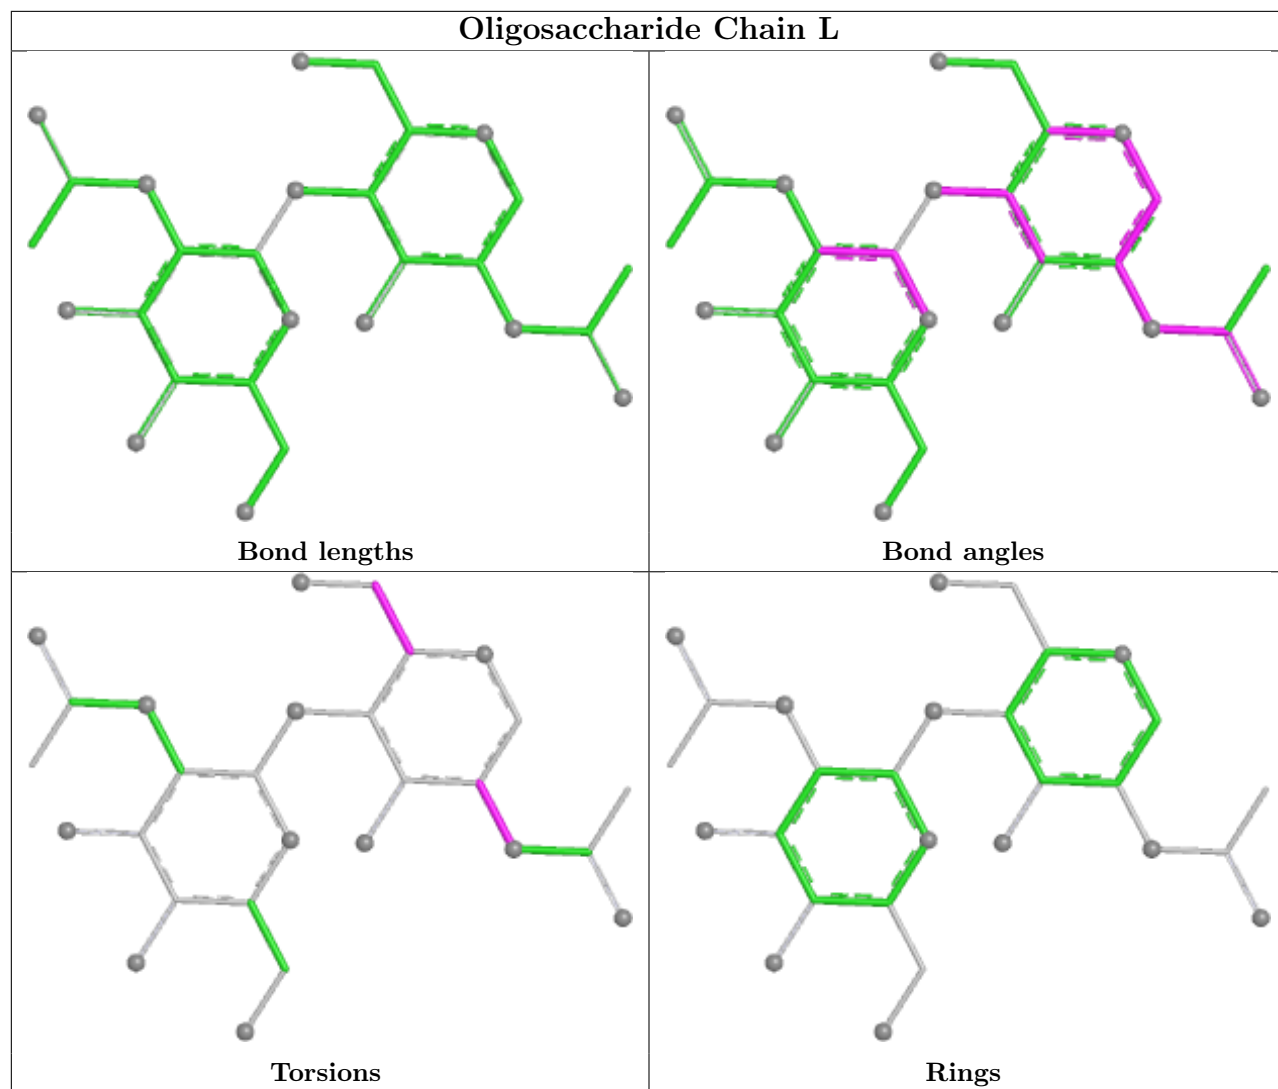 Oligosaccharide Chain L
Bond lengths
Bond angles
Torsions
Rings